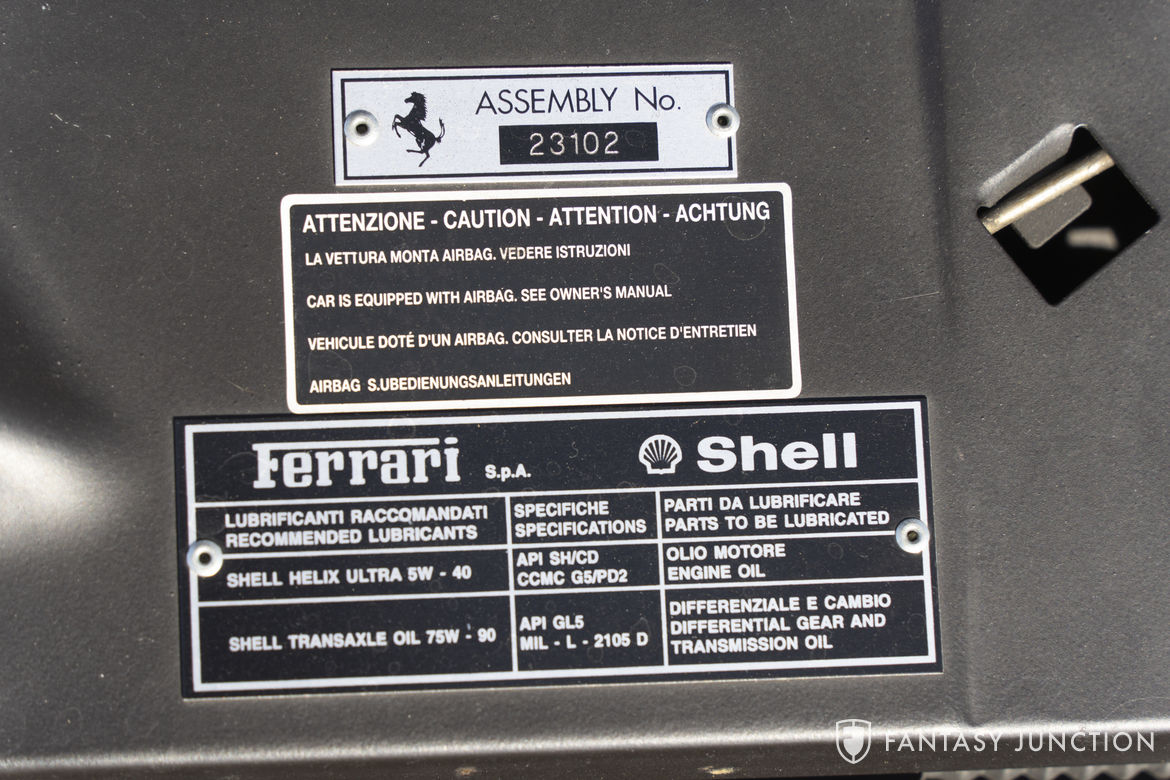 ASSEMBLY No.
23102
ATTENZIONE - CAUTION - ATTENTION - ACHTUNG
LA VETTURA MONTA AIRBAG. VEDERE ISTRUZIONI
CAR IS EQUIPPED WITH AIRBAG. SEE OWNER'S MANUAL
VEHICULE DOTÉ D'UN AIRBAG. CONSULTER LA NOTICE D'ENTRETIEN
AIRBAG S.UBEDIENUNGSANLEITUNGEN
Ferrari S.p.A.
Shell
LUBRIFICANTI RACCOMANDATI
RECOMMENDED LUBRICANTS
SPECIFICHE
SPECIFICATIONS
PARTI DA LUBRIFICARE
PARTS TO BE LUBRICATED
SHELL HELIX ULTRA 5W - 40
API SH/CD
CCMC G5/PD2
OLIO MOTORE
ENGINE OIL
SHELL TRANSAXLE OIL 75W - 90
API GL5
MIL - L - 2105 D
DIFFERENZIALE E CAMBIO
DIFFERENTIAL GEAR AND
TRANSMISSION OIL
FANTASY JUNCTION